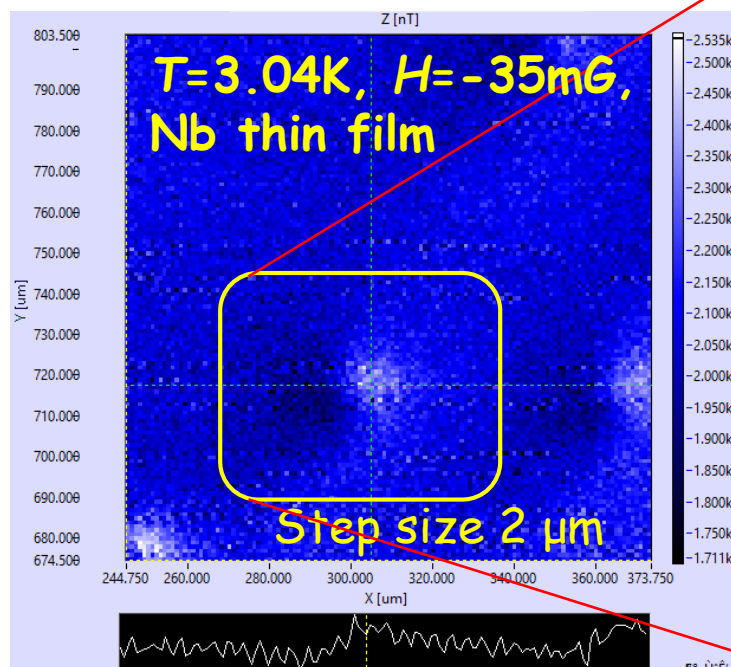 Z [nT]
T=3.04K, H=-35mG,
Nb thin film
Step size 2 μm
Y [um]
803.500
790.000
780.000
770.000
760.000
750.000
740.000
730.000
720.000
710.000
700.000
690.000
680.000
674.500
244.750 260.000 280.000 300.000 320.000 340.000 360.000 373.750
X [um]
2.535k
2.500k
2.450k
2.400k
2.350k
2.300k
2.250k
2.200k
2.150k
2.100k
2.050k
2.000k
1.950k
1.900k
1.850k
1.800k
1.750k
1.711k